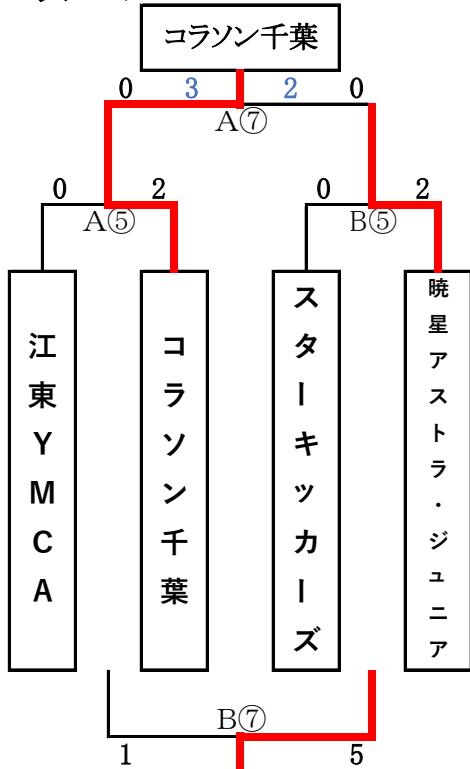 コラソン千葉
0 3 2 0
A⑦
0 2 0 2
A⑤ B⑤
江東YMCA
コラソン千葉
スターキッカーズ
暁星アストラ・ジュニア
B⑦
1 5